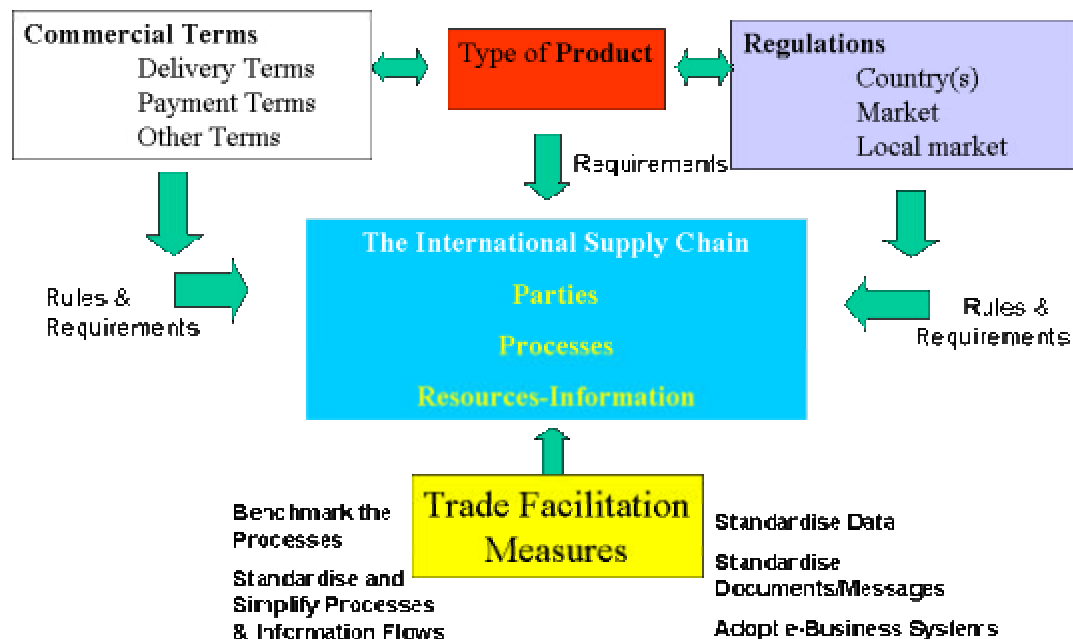 Commercial Terms
Delivery Terms
Payment Terms
Other Terms
Type of Product
Regulations
Country(s)
Market
Local market
Requirements
Rules &
Requirements
The International Supply Chain
Parties
Processes
Resources-Information
Rules &
Requirements
Trade Facilitation
Measures
Benchmark the
Processes
Standardise and
Simplify Processes
& Information Flows
Standardise Data
Standardise
Documents/Messages
Adopt e-Business Systems